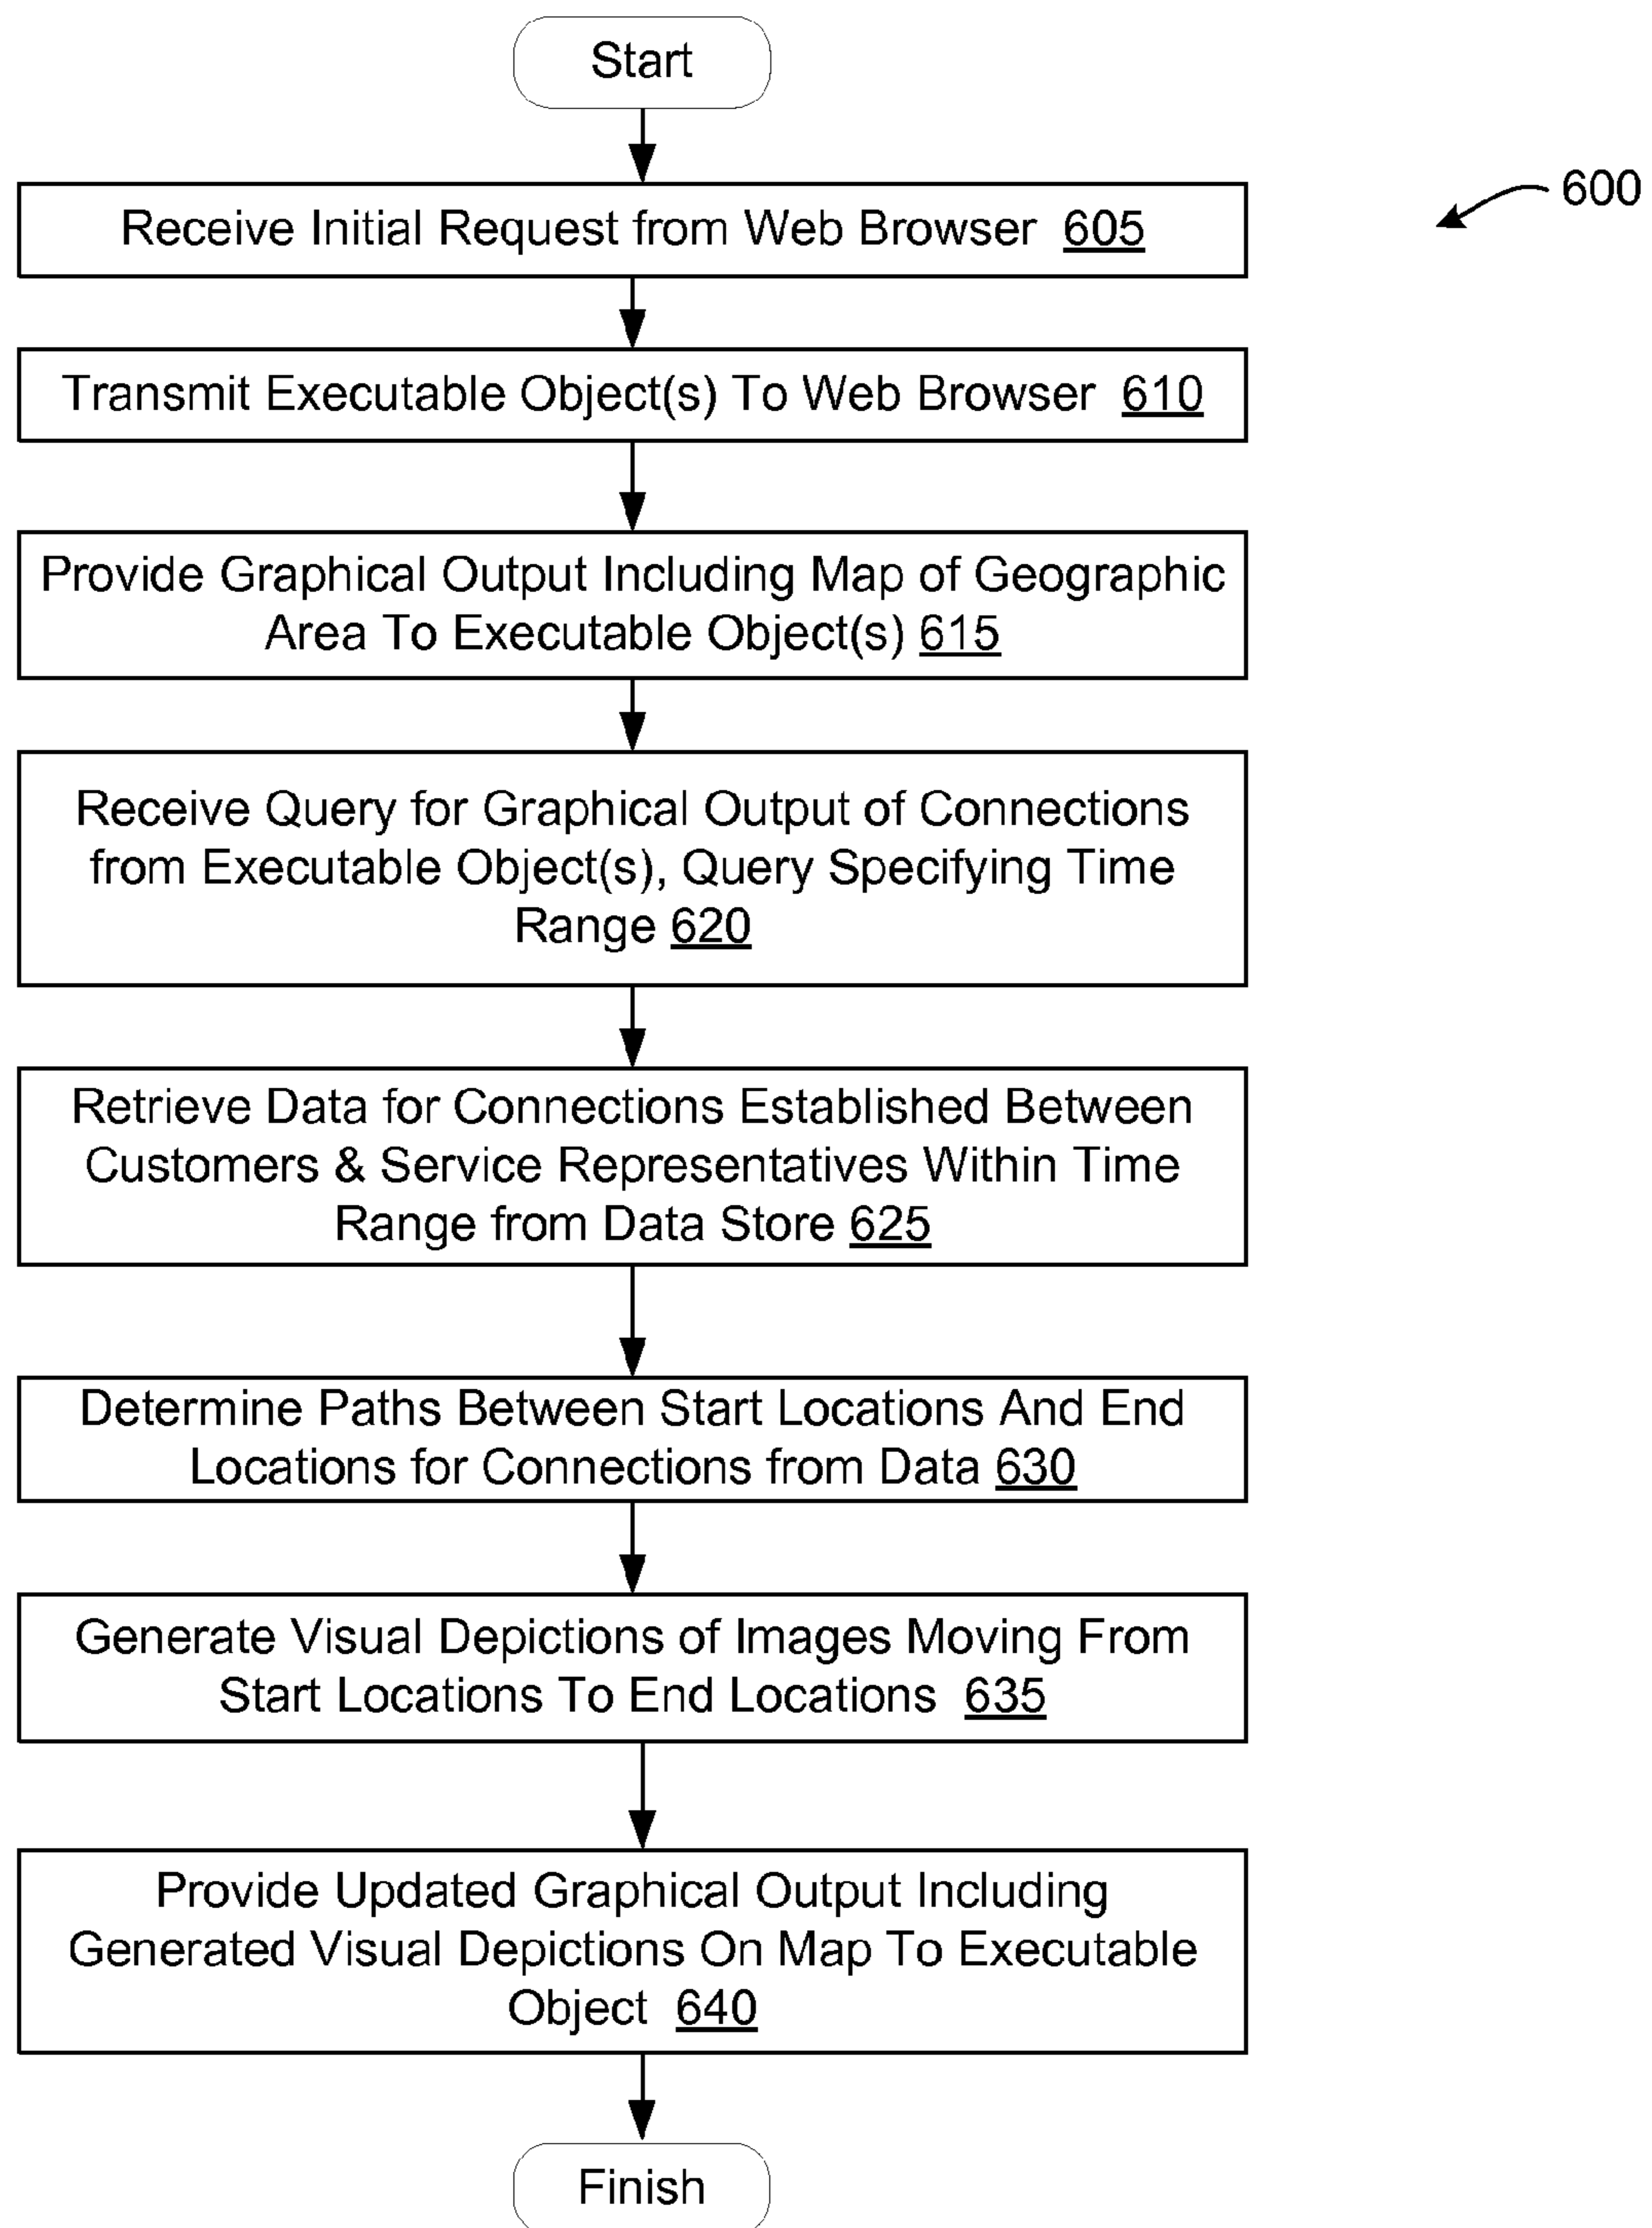 Start
600
Receive Initial Request from Web Browser 605
Transmit Executable Object(s) To Web Browser 610
Provide Graphical Output Including Map of Geographic
Area To Executable Object(s) 615
Receive Query for Graphical Output of Connections
from Executable Object(s), Query Specifying Time
Range 620
Retrieve Data for Connections Established Between
Customers & Service Representatives Within Time
Range from Data Store 625
Determine Paths Between Start Locations And End
Locations for Connections from Data 630
Generate Visual Depictions of Images Moving From
Start Locations To End Locations 635
Provide Updated Graphical Output Including
Generated Visual Depictions On Map To Executable
Object 640
Finish